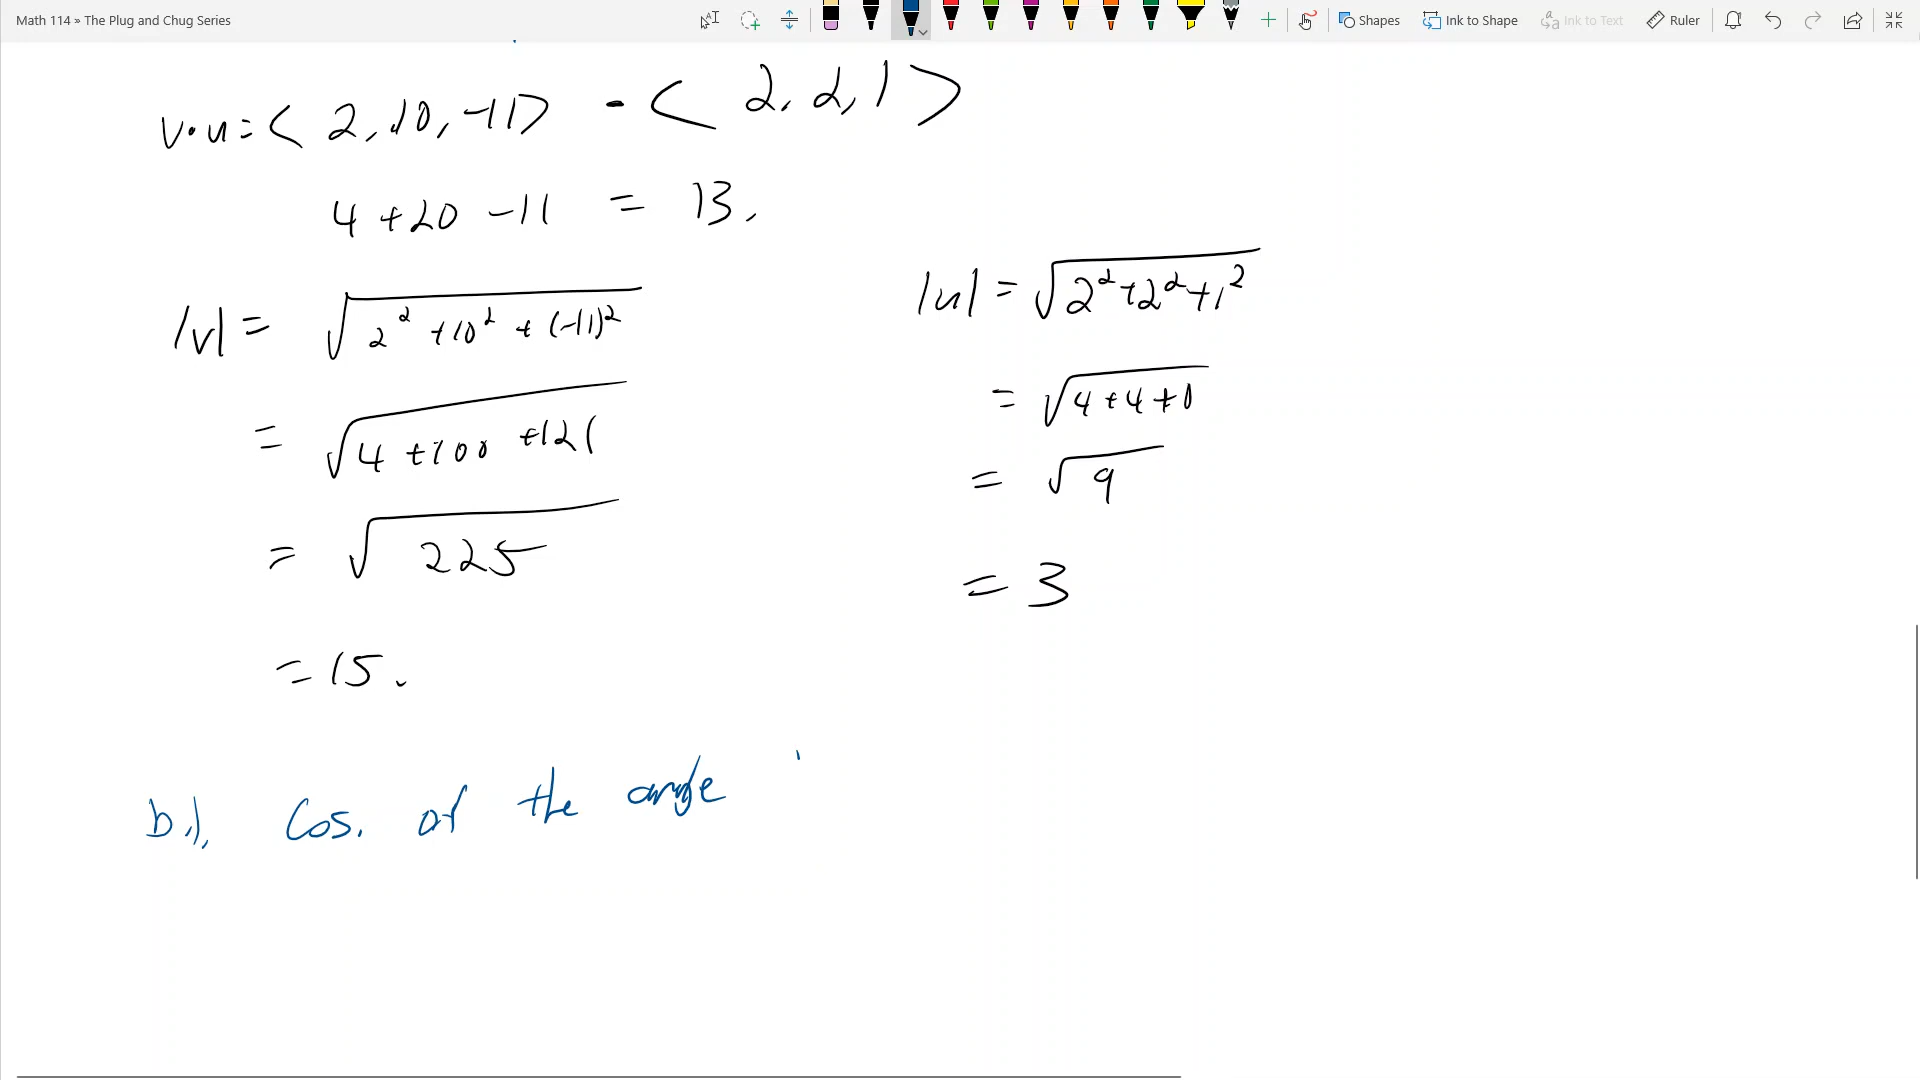 Math 114 » The Plug and Chug Series
Shapes
Ink to Shape
Ink to Text
Ruler
v·u=< 2, 10, -11> · < 2, 2, 1 >
4 +20 -11 = 13.
|v| = √2² +10² + (-11)²
= √4 +100 +121
= √225
= 15.
|u| = √2²+2²+1²
= √4+4+1
= √9
= 3
b.). Cos. of the angle